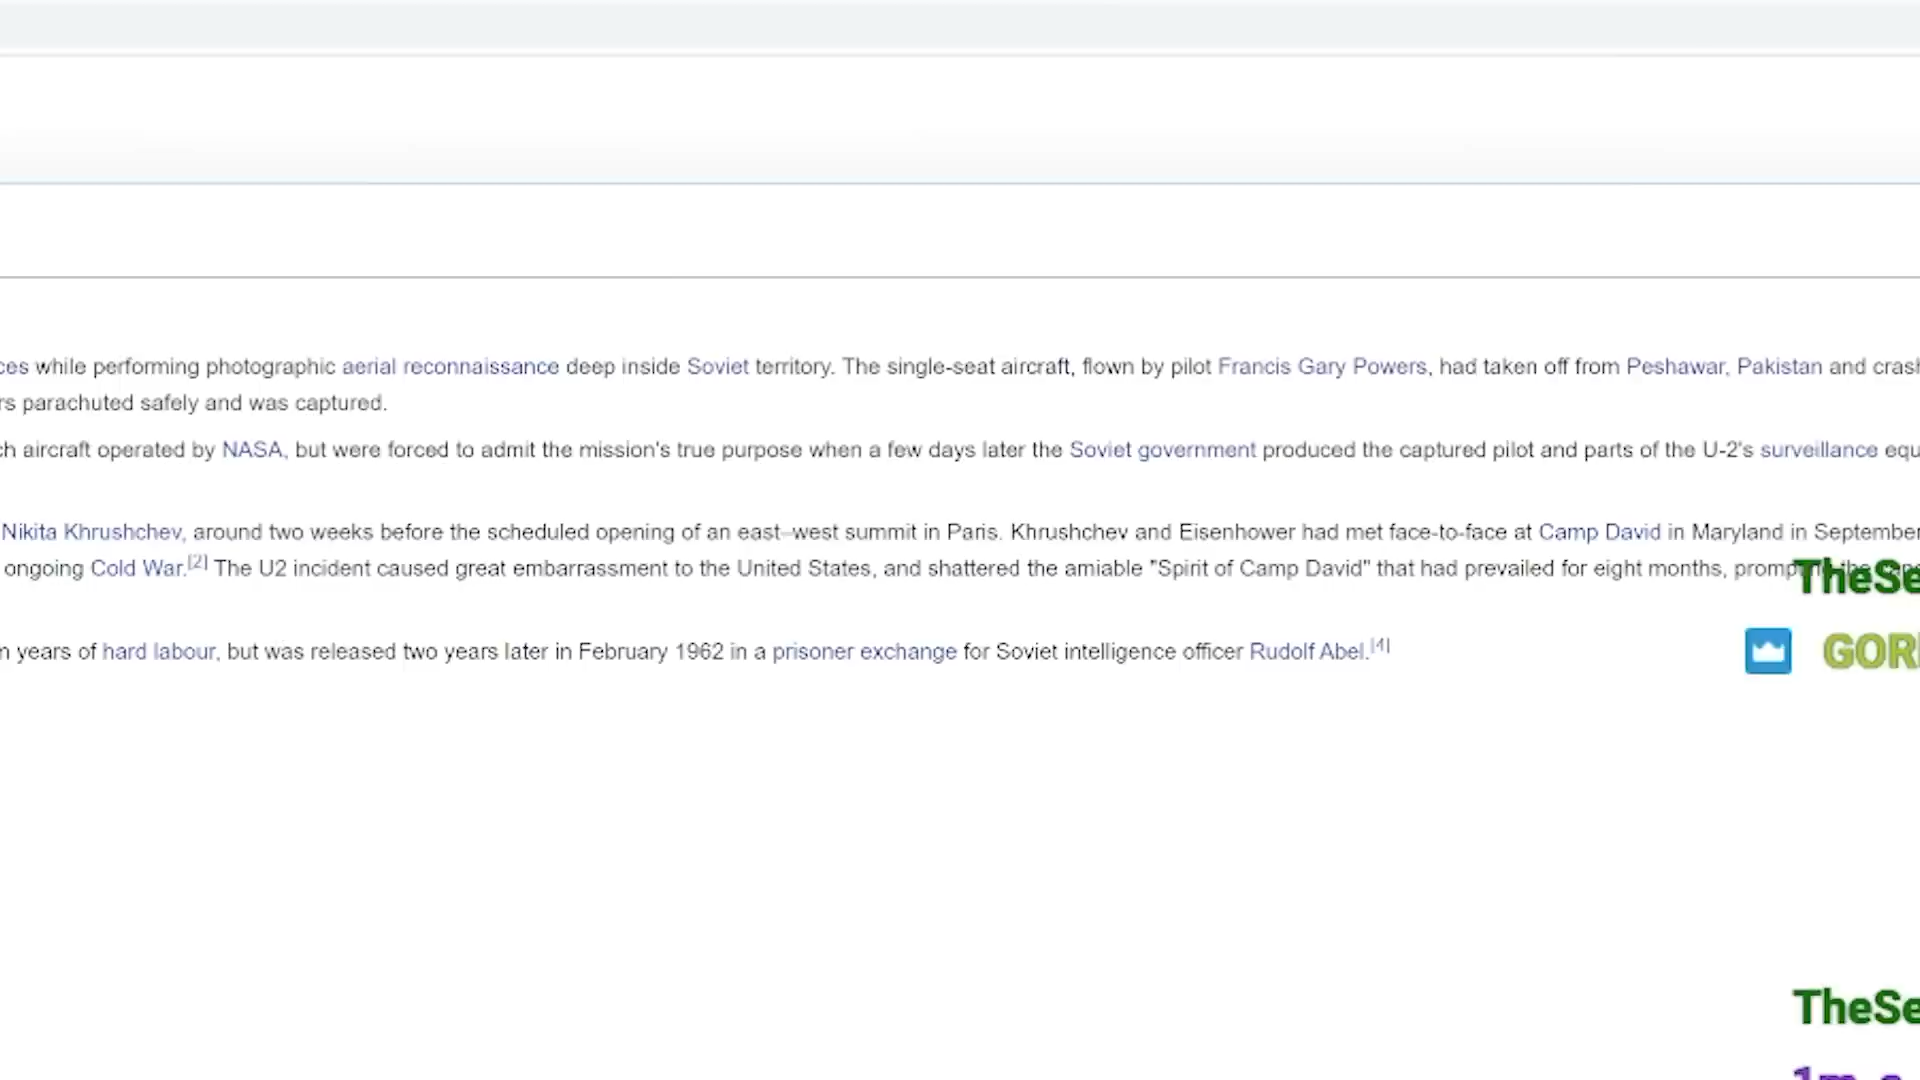 while performing photographic aerial reconnaissance deep inside Soviet territory. The single-seat aircraft, flown by pilot Francis Gary Powers, had taken off from Peshawar, Pakistan and
parachuted safely and was captured.
aircraft operated by NASA, but were forced to admit the mission's true purpose when a few days later the Soviet government produced the captured pilot and parts of the U-2's surveillance
Nikita Khrushchev, around two weeks before the scheduled opening of an east–west summit in Paris. Khrushchev and Eisenhower had met face-to-face at Camp David in Maryland in September
ongoing Cold War.[2] The U2 incident caused great embarrassment to the United States, and shattered the amiable "Spirit of Camp David" that had prevailed for eight months,
TheSe
years of hard labour, but was released two years later in February 1962 in a prisoner exchange for Soviet intelligence officer Rudolf Abel.[4]
GOR
TheSe